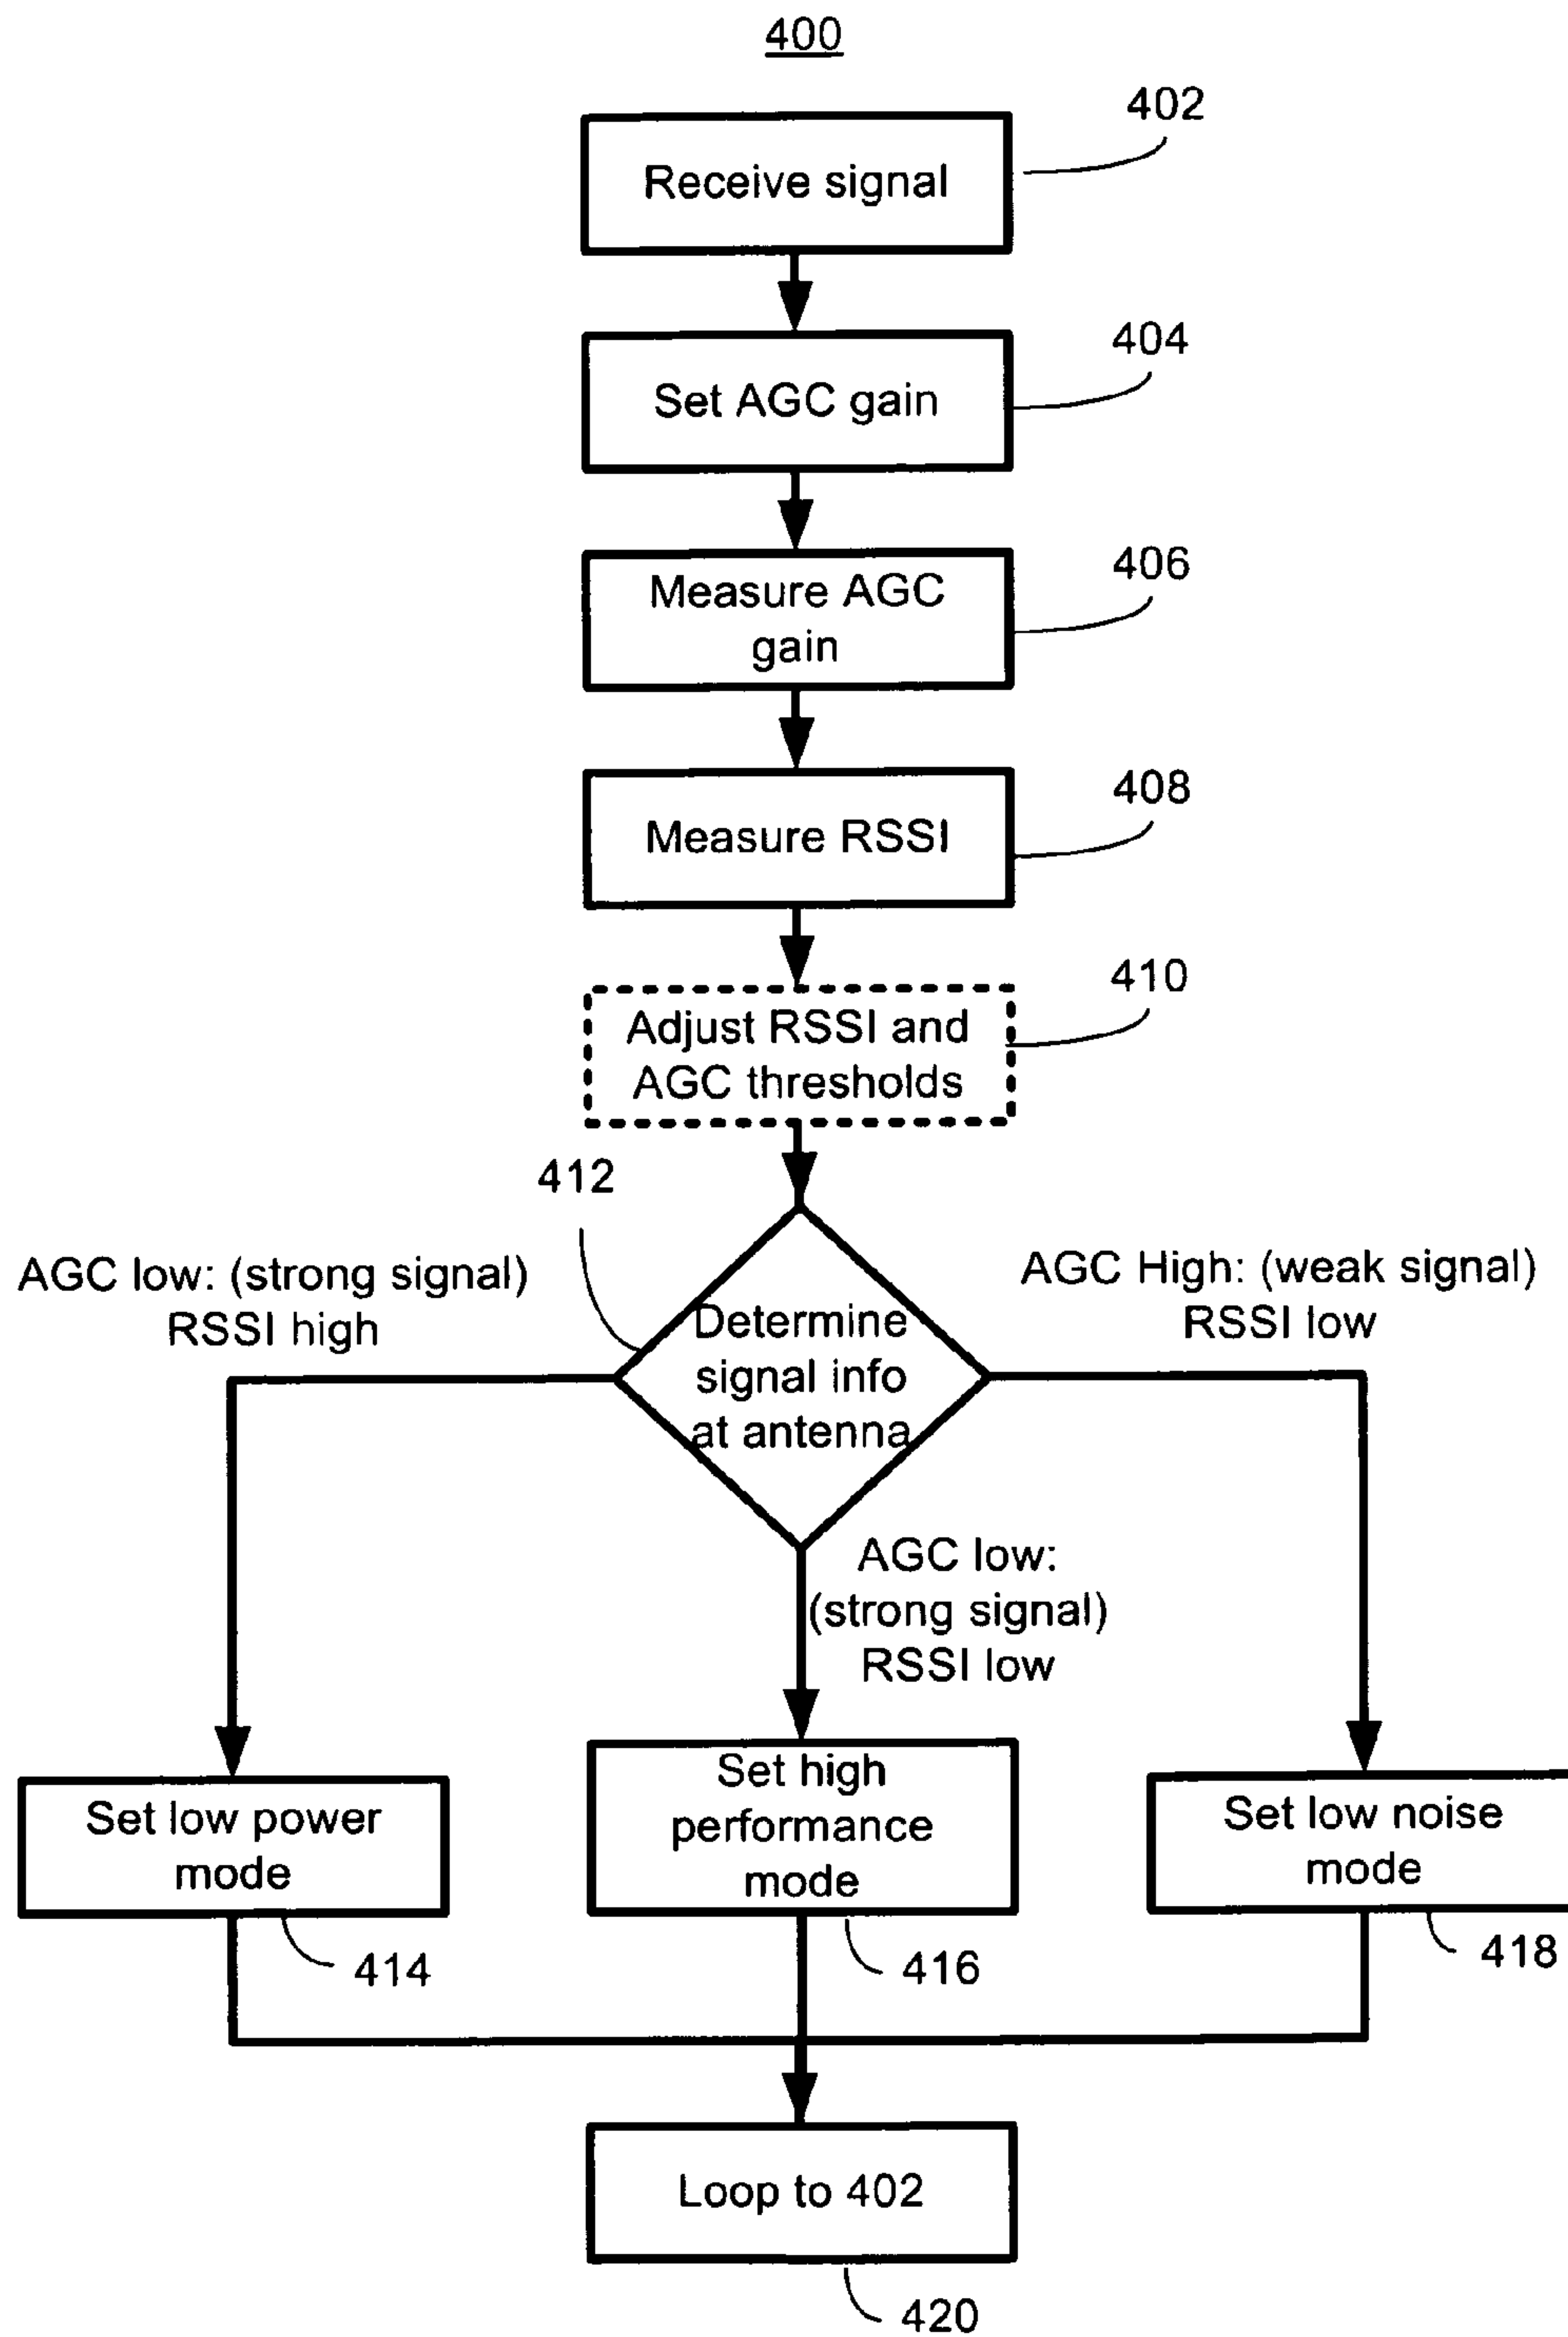 400
402
Receive signal
404
Set AGC gain
406
Measure AGC
gain
408
Measure RSSI
410
Adjust RSSI and
AGC thresholds
412
AGC low: (strong signal)
RSSI high
AGC High: (weak signal)
RSSI low
Determine
signal info
at antenna
AGC low:
(strong signal)
RSSI low
Set low power
mode
Set high
performance
mode
Set low noise
mode
414
416
418
Loop to 402
420